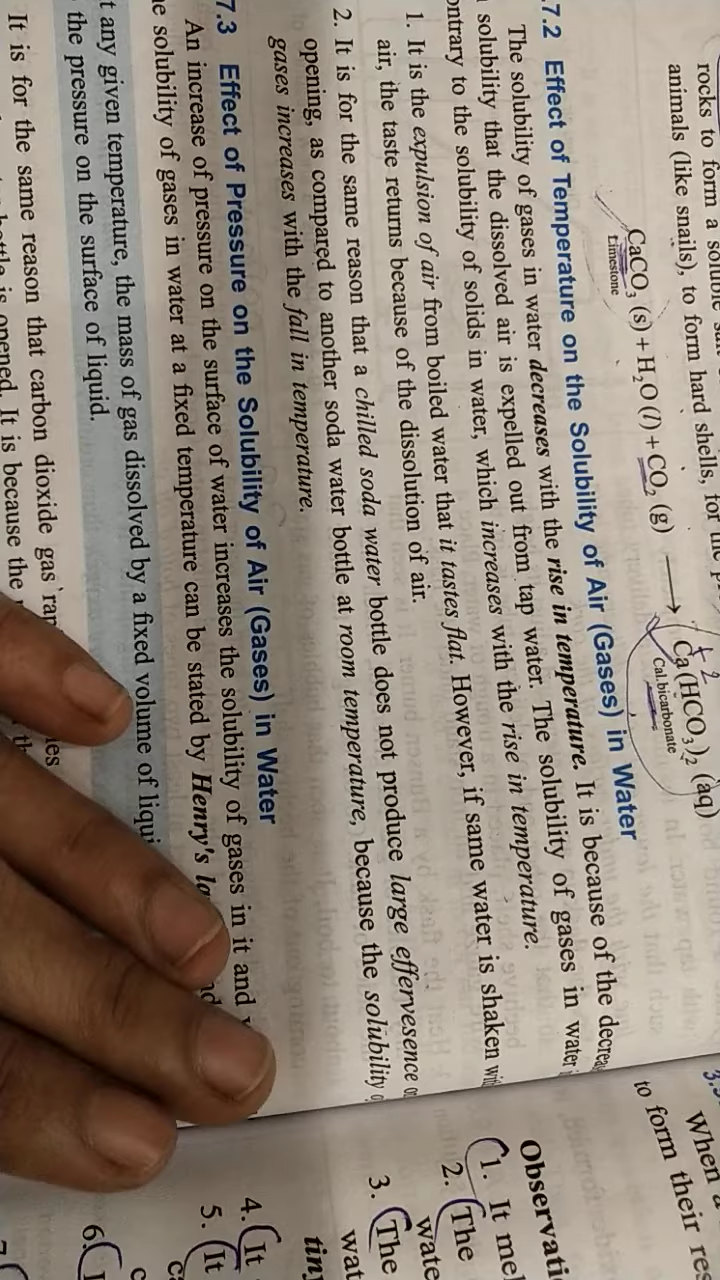 rocks to form a soluble
animals (like snails), to form hard shells, for
CaCO₃ (s) + H₂O (l) + CO₂ (g) ⟶ Ca(HCO₃)₂ (aq)
limestone Cal.bicarbonate
+2
.7.2 Effect of Temperature on the Solubility of Air (Gases) in Water
The solubility of gases in water decreases with the rise in temperature. It is because of the
solubility that the dissolved air is expelled out from tap water. The solubility of gases in water
to the solubility of solids in water, which increases with the rise in temperature.
1. It is the expulsion of air from boiled water that it tastes flat. However, if same water is shaken
air, the taste returns because of the dissolution of air.
2. It is for the same reason that a chilled soda water bottle does not produce large effervesence
opening, as compared to another soda water bottle at room temperature, because the solubility
gases increases with the fall in temperature.
7.3 Effect of Pressure on the Solubility of Air (Gases) in Water
An increase of pressure on the surface of water increases the solubility of gases in it and
solubility of gases in water at a fixed temperature can be stated by Henry's
any given temperature, the mass of gas dissolved by a fixed volume of
the pressure on the surface of liquid.
It is for the same reason that carbon dioxide gas
is opened. It is because the
When
to form their
1. It
2. The
3. The
4. It
5. It
6.